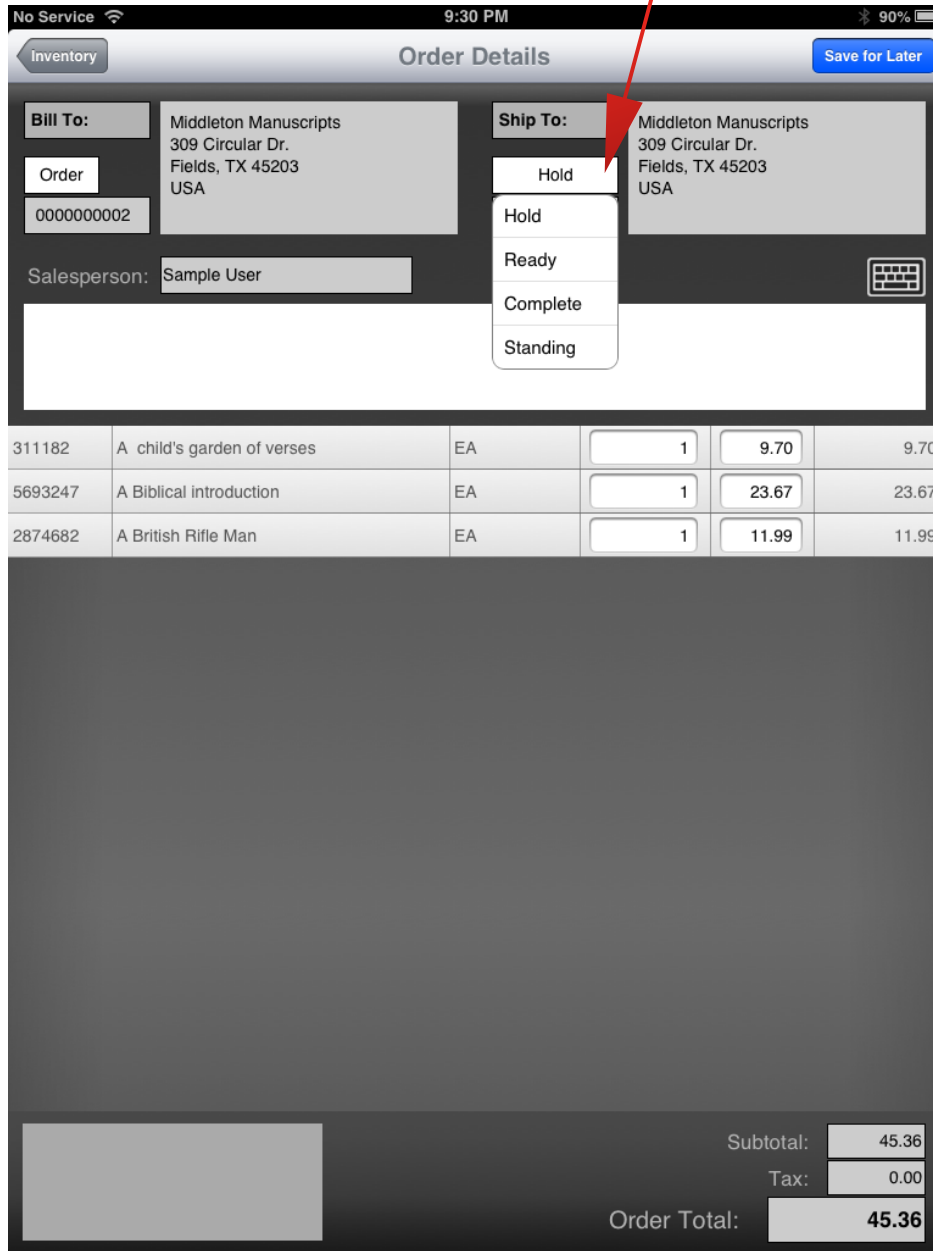 No Service 9:30 PM 90%
Inventory Order Details Save for Later
Bill To:
Middleton Manuscripts
309 Circular Dr.
Fields, TX 45203
USA
Order
0000000002
Ship To:
Middleton Manuscripts
309 Circular Dr.
Fields, TX 45203
USA
Hold
Hold
Ready
Complete
Standing
Salesperson: Sample User
311182 A child's garden of verses EA 1 9.70 9.70
5693247 A Biblical introduction EA 1 23.67 23.67
2874682 A British Rifle Man EA 1 11.99 11.99
Subtotal: 45.36
Tax: 0.00
Order Total: 45.36